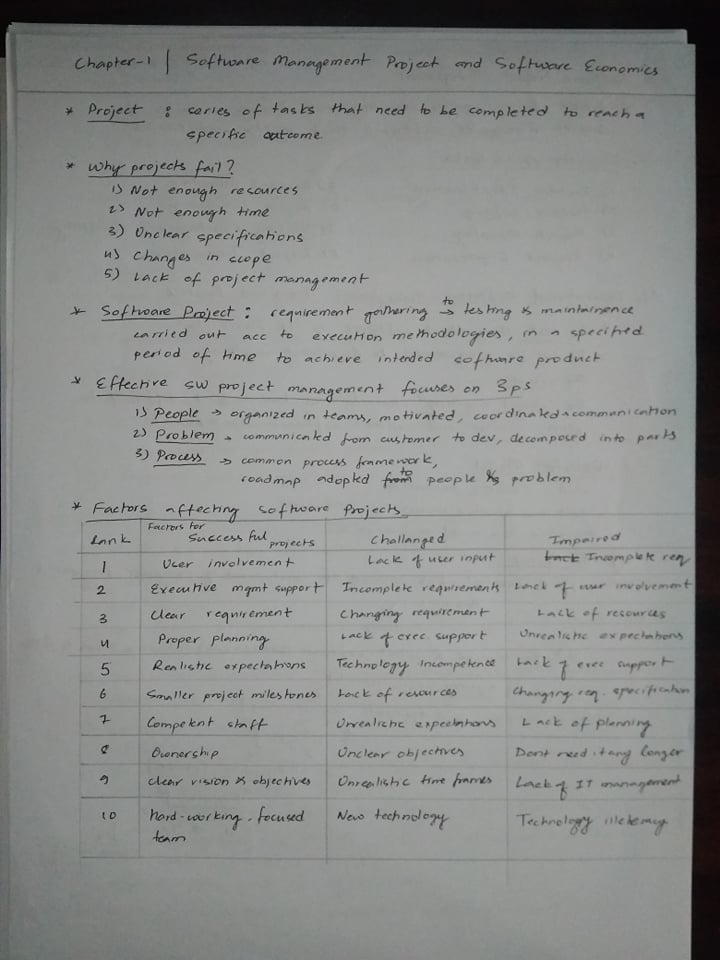 Chapter-1 | Software Management Project and Software Economics
* Project : series of tasks that need to be completed to reach a
specific outcome
* Why projects fail?
1) Not enough resources
2) Not enough time
3) Unclear specifications
4) Changes in scope
5) Lack of project management
* Software Project : requirement gathering to → testing & maintainence
carried out acc to execution methodologies, in a specified
period of time to achieve intended software product
* Effective SW project management focuses on 3ps
1) People → organized in teams, motivated, coordinated & communication
2) Problem → communicated from customer to dev, decomposed into parts
3) Process → common process framework,
roadmap adopted to people & problem
* Factors affecting software Projects
Rank Factors for Successful projects Challanged Impaired
1 User involvement Lack of user input Incomplete req
2 Executive mgmt support Incomplete requirements Lack of user involvement
3 Clear requirement Changing requirement Lack of resources
4 Proper planning Lack of exec support Unrealistic expectations
5 Realistic expectations Technology incompetence Lack of exec support
6 Smaller project milestones Lack of resources Changing req. specification
7 Competent staff Unrealistic expectations Lack of planning
8 Ownership Unclear objectives Dont need it any longer
9 Clear vision & objectives Unrealistic time frames Lack of IT management
10 hard-working, focused team New technology Technology illeteracy